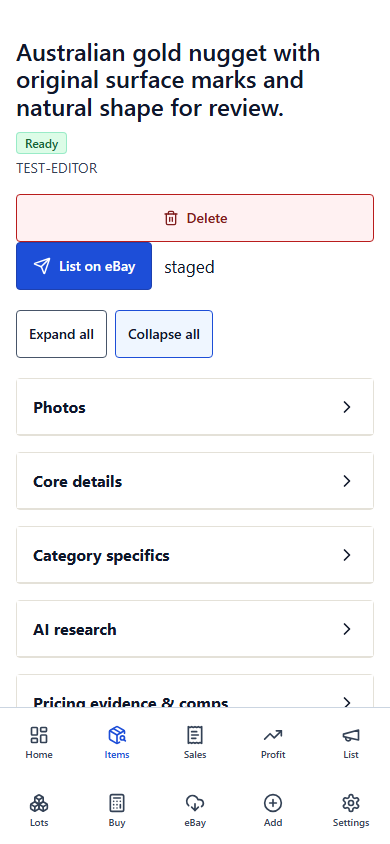 Australian gold nugget with
original surface marks and
natural shape for review.
Ready
TEST-EDITOR
Delete
List on eBay staged
Expand all Collapse all
Photos
Core details
Category specifics
AI research
Pricing evidence & comps
Home Items Sales Profit List
Lots Buy eBay Add Settings